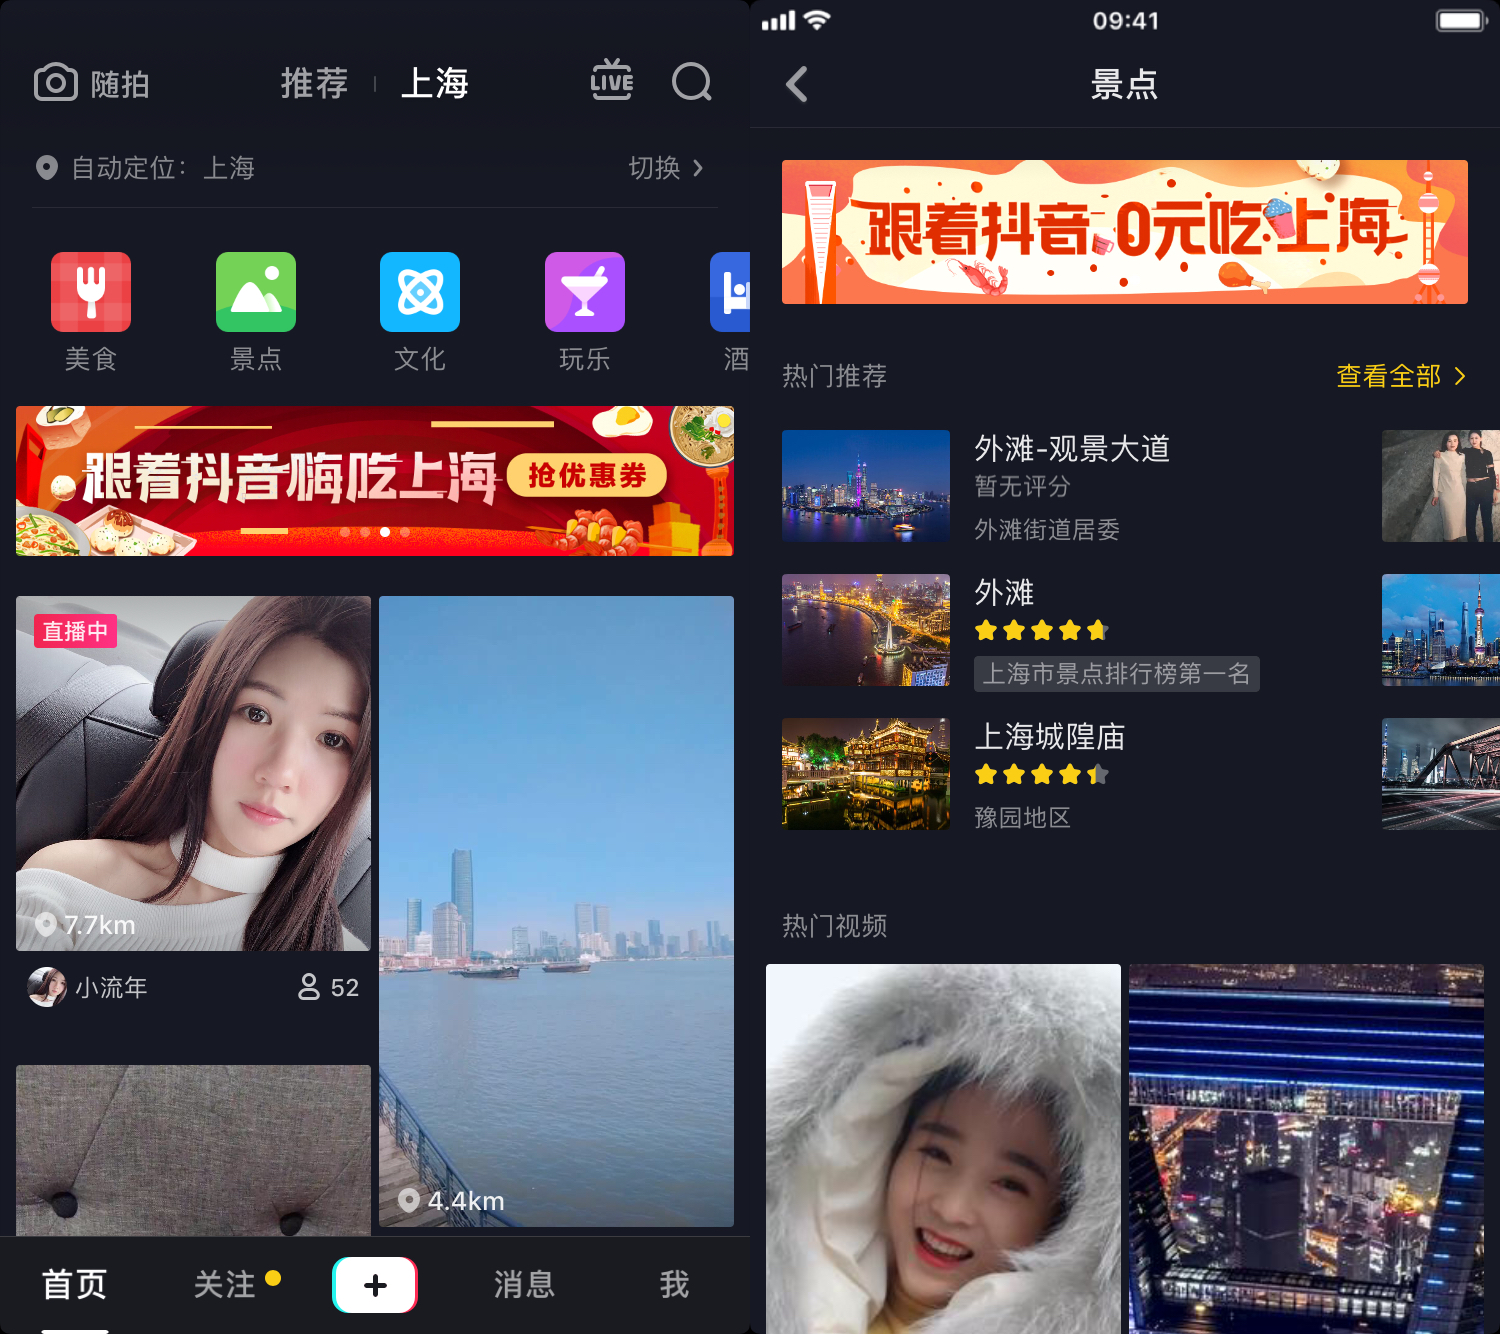 随拍
推荐
上海
LIVE
自动定位：上海
切换
美食
景点
文化
玩乐
酒
跟着抖音嗨吃上海
抢优惠券
直播中
7.7km
小流年
52
4.4km
首页
关注
消息
我
09:41
景点
跟着抖音 0元吃上海
热门推荐
查看全部
外滩-观景大道
暂无评分
外滩街道居委
外滩
上海市景点排行榜第一名
上海城隍庙
豫园地区
热门视频